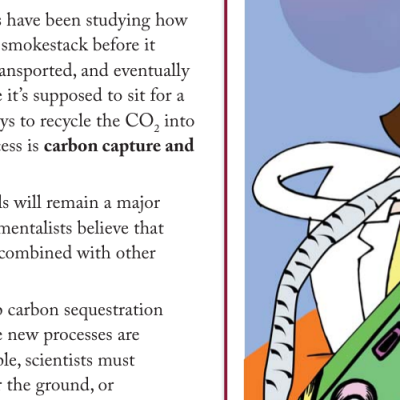 have been studying how
smokestack before it
ansported, and eventually
it's supposed to sit for a
ys to recycle the CO₂ into
ess is carbon capture and
ls will remain a major
mentalists believe that
combined with other
carbon sequestration
new processes are
ble, scientists must
the ground, or